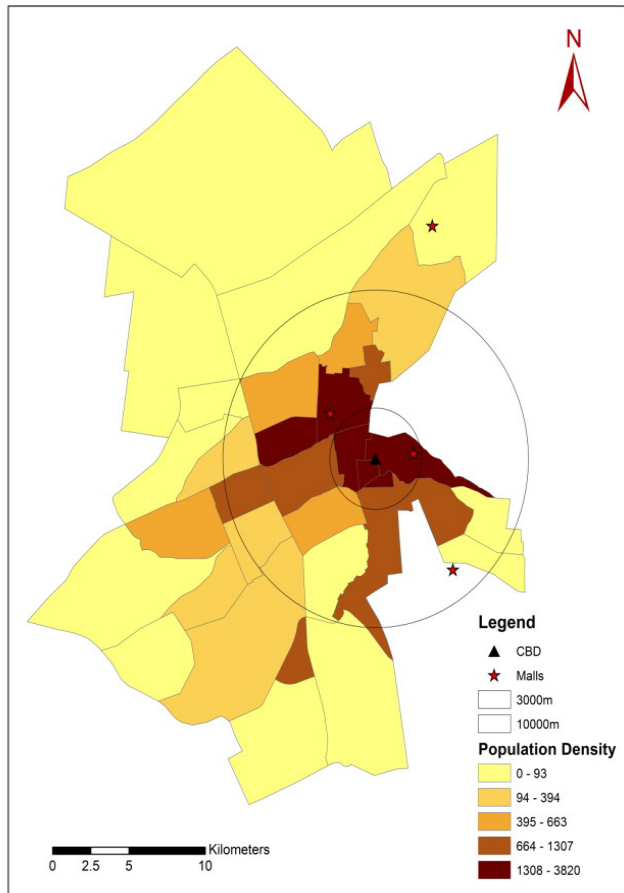 N
Legend
CBD
Malls
3000m
10000m
Population Density
0 - 93
94 - 394
395 - 663
664 - 1307
1308 - 3820
Kilometers
0 2.5 5 10